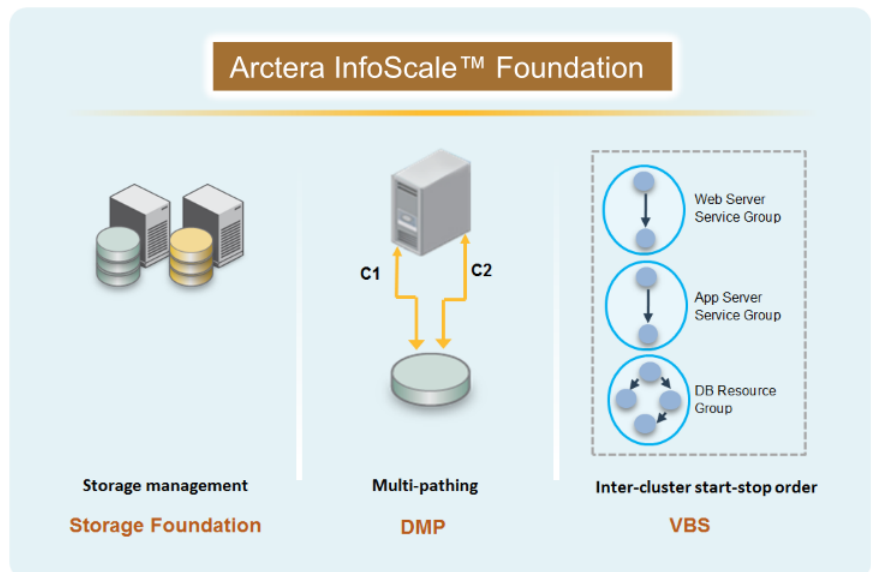 Arctera InfoScale™ Foundation
C1
C2
Web Server
Service Group
App Server
Service Group
DB Resource
Group
Storage management
Multi-pathing
Inter-cluster start-stop order
Storage Foundation
DMP
VBS